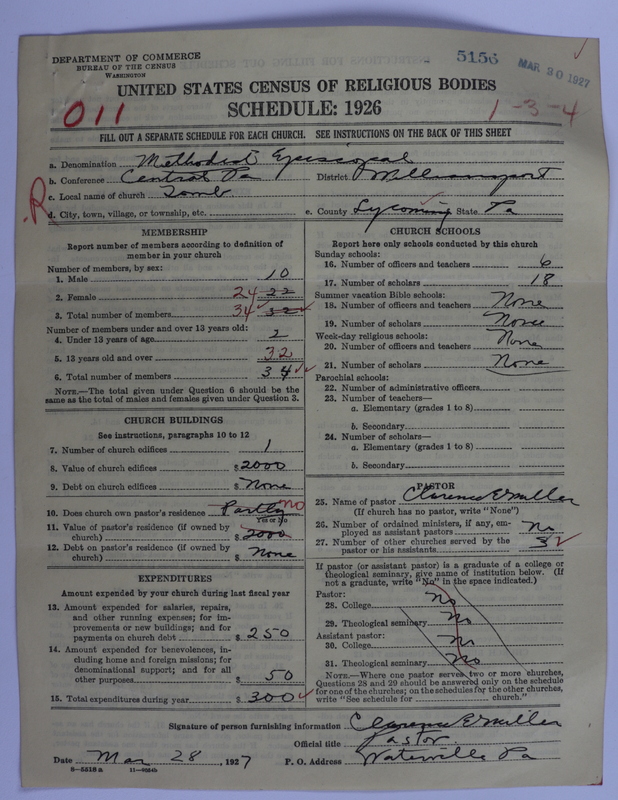 DEPARTMENT OF COMMERCE
BUREAU OF THE CENSUS
WASHINGTON
5156
MAR 30 1927
UNITED STATES CENSUS OF RELIGIOUS BODIES
011
SCHEDULE: 1926
1-3-4
FILL OUT A SEPARATE SCHEDULE FOR EACH CHURCH. SEE INSTRUCTIONS ON THE BACK OF THIS SHEET
a. Denomination Methodist Episcopal
b. Conference Central Pa District Williamsport
R
c. Local name of church Tomb
d. City, town, village, or township, etc. e. County Lycoming State Pa
MEMBERSHIP
Report number of members according to definition of
member in your church
Number of members, by sex:
1. Male 10
2. Female 24 22
3. Total number of members 34 32
Number of members under and over 13 years old:
4. Under 13 years of age 2
5. 13 years old and over 32
6. Total number of members 34
NOTE.—The total given under Question 6 should be
same as the total of males and females given under Question 3.
CHURCH BUILDINGS
See instructions, paragraphs 10 to 12
7. Number of church edifices 1
8. Value of church edifices $ 2000
9. Debt on church edifices $ None
10. Does church own pastor's residence Partly no
Yes or No
11. Value of pastor's residence (if owned by
church) $ 2000
12. Debt on pastor's residence (if owned by
church) $ None
EXPENDITURES
Amount expended by your church during last fiscal year
13. Amount expended for salaries, repairs,
and other running expenses; for im-
provements or new buildings; and for
payments on church debt $ 250
14. Amount expended for benevolences, in-
cluding home and foreign missions; for
denominational support; and for all
other purposes $ 50
15. Total expenditures during year $ 300
CHURCH SCHOOLS
Report here only schools conducted by this church
Sunday schools:
16. Number of officers and teachers 6
17. Number of scholars 18
Summer vacation Bible schools:
18. Number of officers and teachers None
19. Number of scholars None
Week-day religious schools:
20. Number of officers and teachers None
21. Number of scholars None
Parochial schools:
22. Number of administrative officers
23. Number of teachers—
a. Elementary (grades 1 to 8)
b. Secondary
24. Number of scholars—
a. Elementary (grades 1 to 8)
b. Secondary
PASTOR
25. Name of pastor Clarence E Miller
(If church has no pastor, write "None")
26. Number of ordained ministers, if any, em-
ployed as assistant pastors No
27. Number of other churches served by the
pastor or his assistants 3
If pastor (or assistant pastor) is a graduate of a college or
theological seminary, give name of institution below. (If
not a graduate, write "No" in the space indicated.)
Pastor:
28. College No
29. Theological seminary No
Assistant pastor:
30. College No
31. Theological seminary No
NOTE.—Where one pastor served two or more churches,
Questions 28 and 29 should be answered only on the schedule
for one of the churches; on the schedules for the other churches,
write "See schedule for church."
Signature of person furnishing information Clarence E Miller
Official title Pastor
Date Mar 28, 1927 P. O. Address Waterville Pa
8—5518a 11—9864b